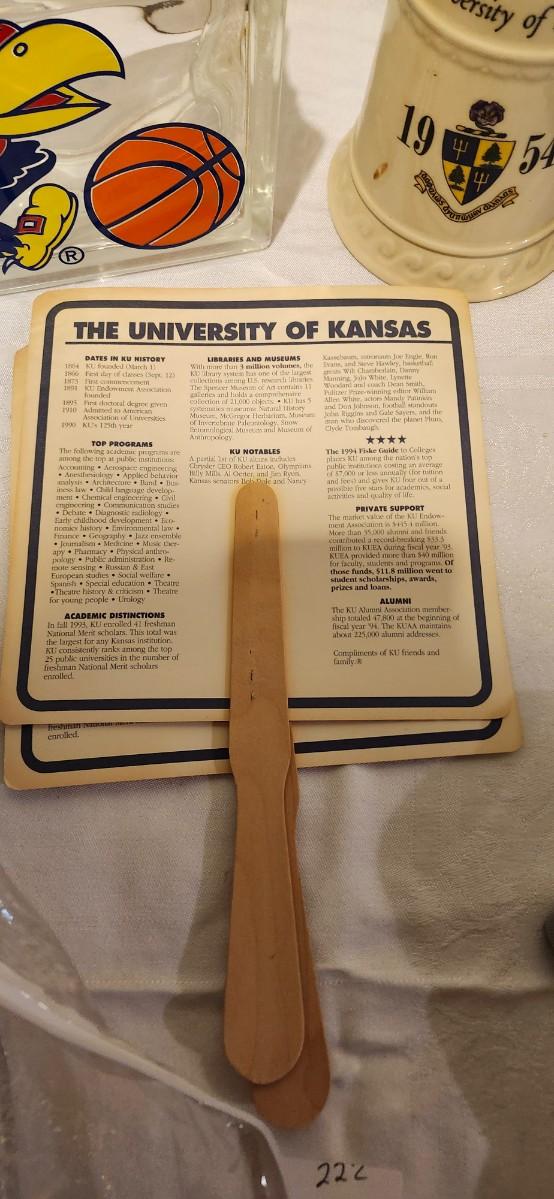 ersity of
19 54
®
THE UNIVERSITY OF KANSAS
DATES IN KU HISTORY
1864 KU founded (March 1)
1866 First day of classes (Sept. 12)
1873 First commencement
1891 KU Endowment Association
founded
1895 First doctoral degree given
1910 Admitted to American
Association of Universities
1990 KU's 125th year
TOP PROGRAMS
The following academic programs are
among the top at public institutions:
Accounting • Aerospace engineering
• Anesthesiology • Applied behavior
analysis • Architecture • Band • Bus-
iness law • Child language develop-
ment • Chemical engineering • Civil
engineering • Communication studies
• Debate • Diagnostic radiology •
Early childhood development • Eco-
nomics history • Environmental law •
Finance • Geography • Jazz ensemble
• Journalism • Medicine • Music ther-
apy • Pharmacy • Physical anthro-
pology • Public administration • Re-
mote sensing • Russian & East
European studies • Social welfare •
Spanish • Special education • Theatre
• Theatre history & criticism • Theatre
for young people • Urology
ACADEMIC DISTINCTIONS
In fall 1993, KU enrolled 41 freshman
National Merit scholars. This total was
the largest for any Kansas institution.
KU consistently ranks among the top
25 public universities in the number of
freshman National Merit scholars
enrolled.
LIBRARIES AND MUSEUMS
With more than 3 million volumes, the
KU library system has one of the largest
collections among U.S. research libraries.
The Spencer Museum of Art contains 11
galleries and holds a comprehensive
collection of 21,000 objects. • KU has 5
systematics museums: Natural History
Museum, McGregor Herbarium, Museum
of Invertebrate Paleontology, Snow
Entomological Museum and Museum of
Anthropology.
KU NOTABLES
A partial list of KU alums includes
Chrysler CEO Robert Eaton, Olympians
Billy Mills, Al Oerter, and Jim Ryun,
Kansas senators Bob Dole and Nancy
Kassebaum, astronauts Joe Engle, Ron
Evans, and Steve Hawley, basketball
greats Wilt Chamberlain, Danny
Manning, JoJo White, Lynette
Woodard and coach Dean Smith,
Pulitzer Prize-winning editor William
Allen White, actors Mandy Patinkin
and Don Johnson, football standouts
John Riggins and Gale Sayers, and the
man who discovered the planet Pluto,
Clyde Tombaugh.
★★★★
The 1994 Fiske Guide to Colleges
places KU among the nation's top
public institutions costing an average
of $7,000 or less annually (for tuition
and fees) and gives KU four out of a
possible five stars for academics, social
activities and quality of life.
PRIVATE SUPPORT
The market value of the KU Endow-
ment Association is $445.4 million.
More than 35,000 alumni and friends
contributed a record-breaking $33.3
million to KUEA during fiscal year '93.
KUEA provided more than $40 million
for faculty, students and programs. Of
those funds, $11.8 million went to
student scholarships, awards,
prizes and loans.
ALUMNI
The KU Alumni Association member-
ship totaled 47,800 at the beginning of
fiscal year '94. The KUAA maintains
about 225,000 alumni addresses.
Compliments of KU friends and
family.®
freshman National Merit
enrolled.
222